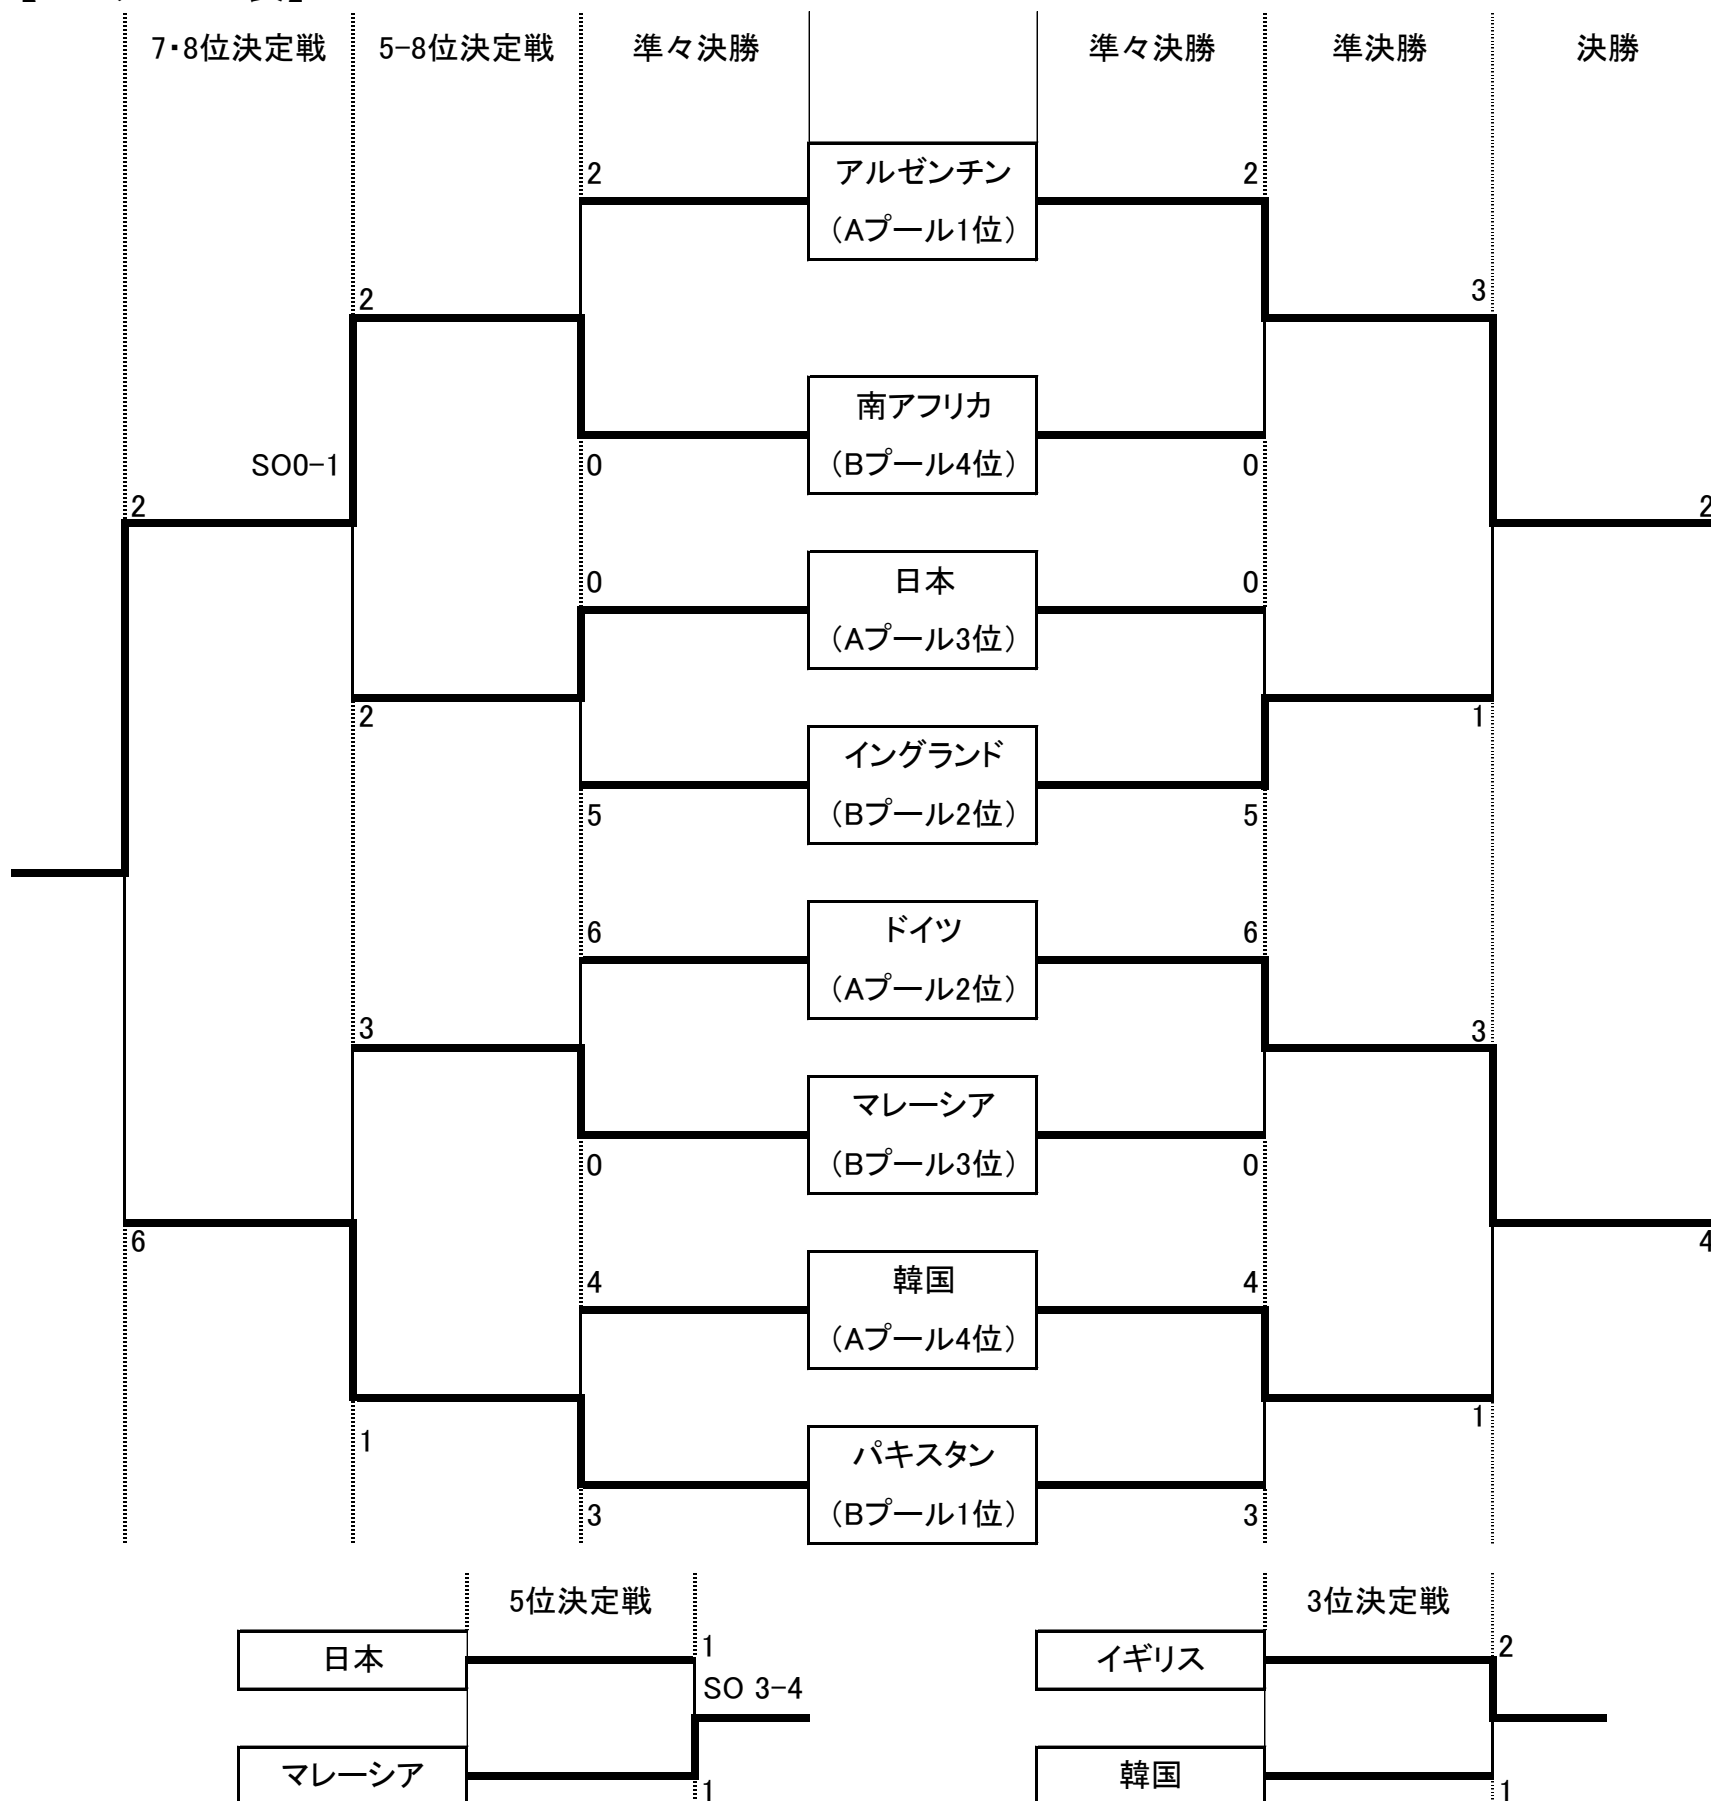 7・8位決定戦 5-8位決定戦 準々決勝 準々決勝 準決勝 決勝
2 アルゼンチン 2
（Aプール1位）
2 3
南アフリカ
SO0-1 0 （Bプール4位） 0
2 2
0 日本 0
（Aプール3位）
2 1
イングランド
5 （Bプール2位） 5
6 ドイツ 6
（Aプール2位）
3 3
マレーシア
0 （Bプール3位） 0
6 4
4 韓国 4
（Aプール4位）
1 1
パキスタン
3 （Bプール1位） 3
5位決定戦 3位決定戦
日本 1 イギリス 2
SO 3-4
マレーシア 1 韓国 1